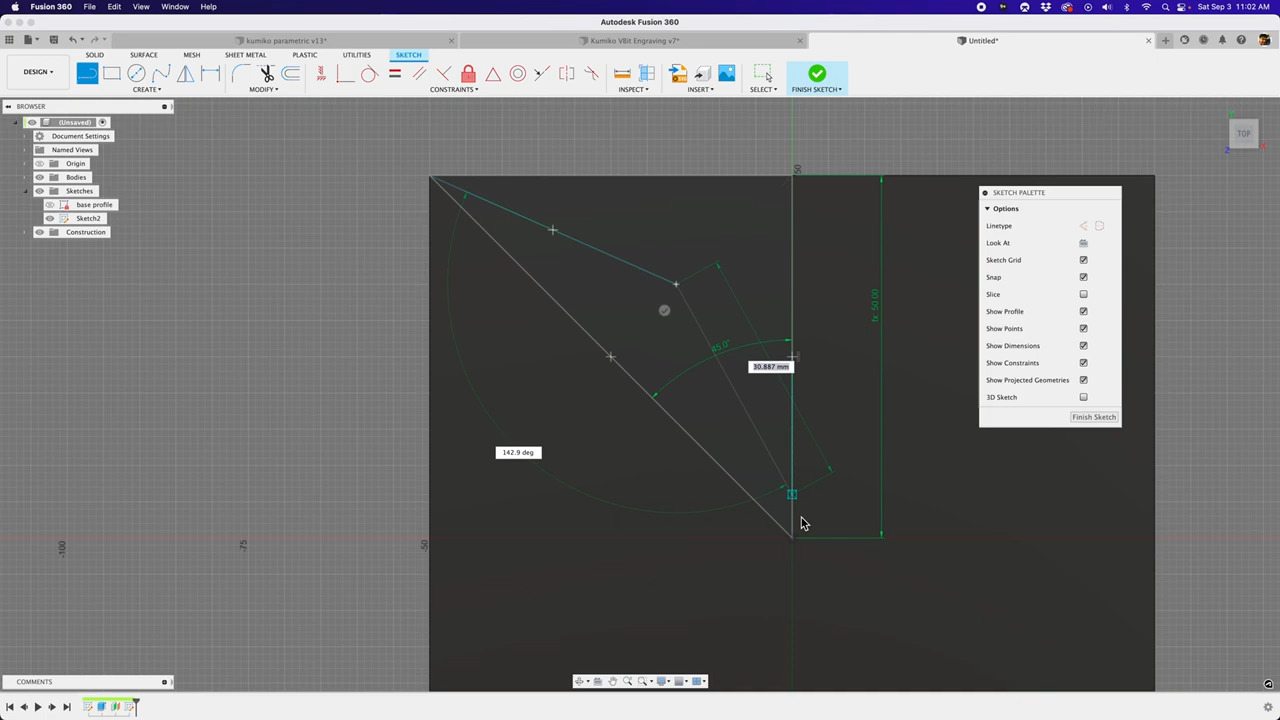 Fusion 360 File Edit View Window Help Sat Sep 3 11:02 AM
Autodesk Fusion 360
kumiko parametric v13* Kumiko VBit Engraving v7* Untitled*
SOLID SURFACE MESH SHEET METAL PLASTIC UTILITIES SKETCH
DESIGN
CREATE MODIFY CONSTRAINTS INSPECT INSERT SELECT FINISH SKETCH
BROWSER
(Unsaved)
Document Settings
Named Views
Origin
Bodies
Sketches
base profile
Sketch2
Construction
50
TOP
Y
X
Z
SKETCH PALETTE
Options
Linetype
Look At
Sketch Grid
Snap
Slice
Show Profile
Show Points
Show Dimensions
Show Constraints
Show Projected Geometries
3D Sketch
Finish Sketch
fx: 50.00
45.0°
30.887 mm
142.9 deg
-100
-75
-50
COMMENTS